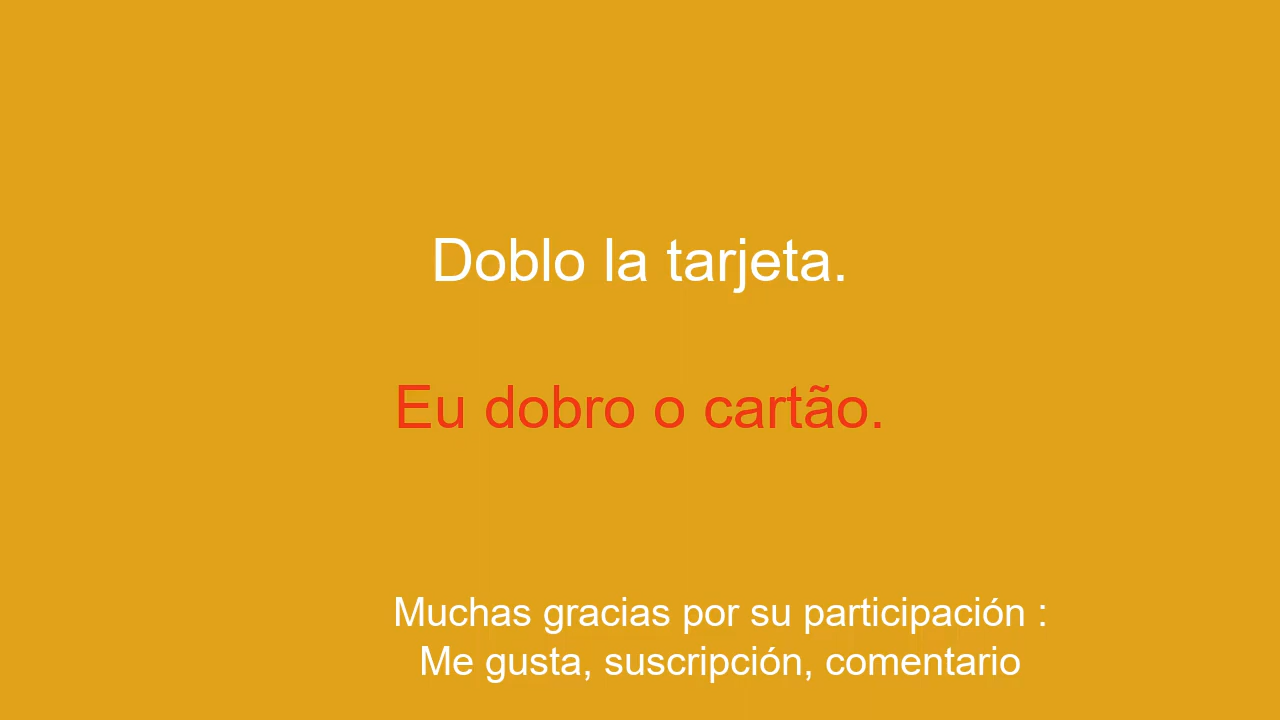 Doblo la tarjeta.
Eu dobro o cartão.
Muchas gracias por su participación :
Me gusta, suscripción, comentario